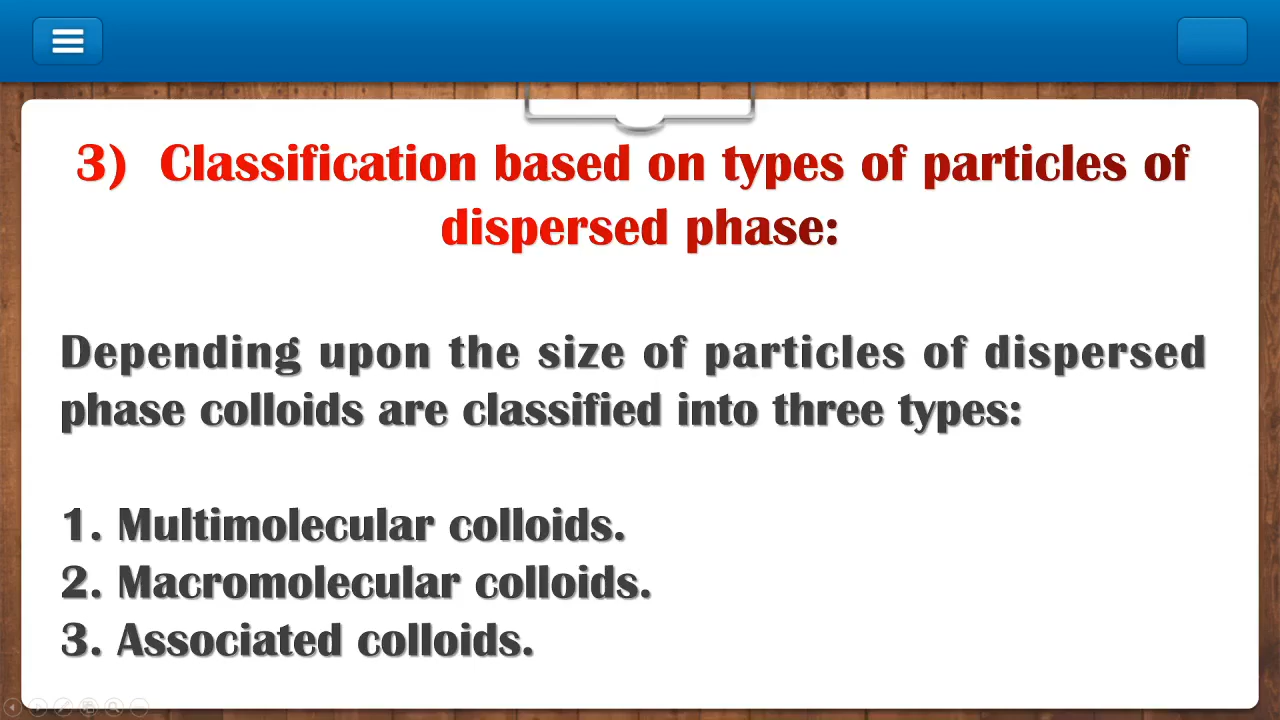 3) Classification based on types of particles of
dispersed phase:
Depending upon the size of particles of dispersed
phase colloids are classified into three types:
1. Multimolecular colloids.
2. Macromolecular colloids.
3. Associated colloids.